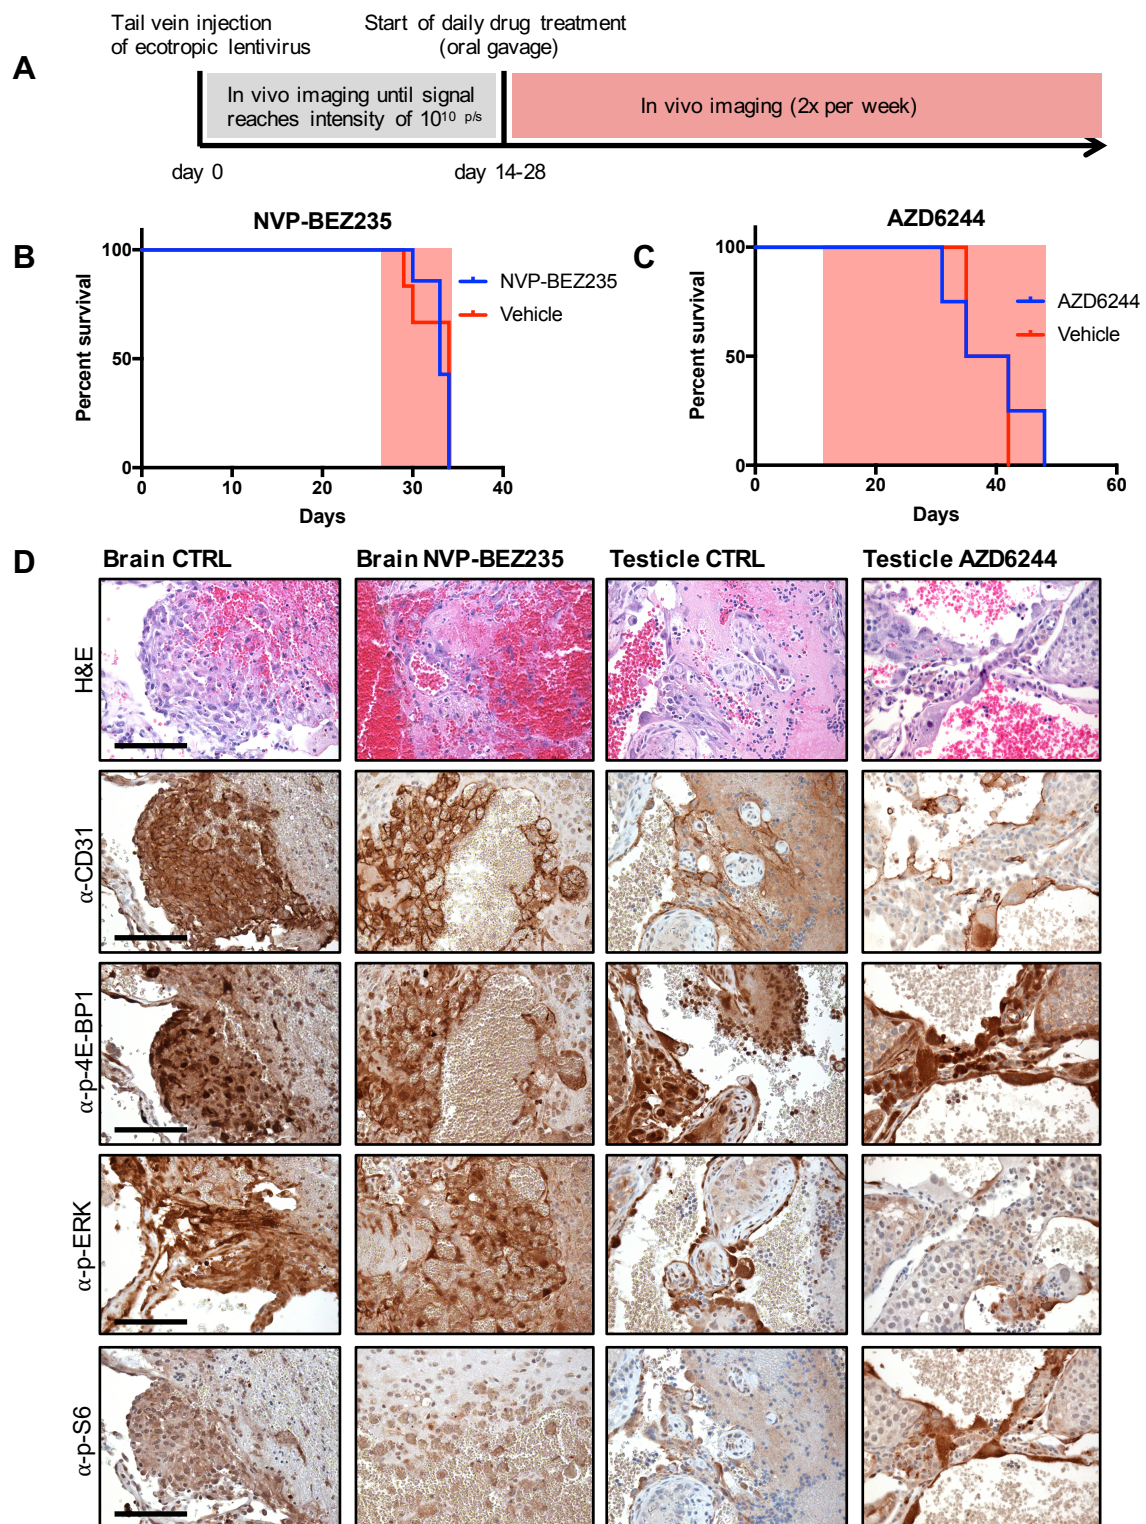 Tail vein injection
of ecotropic lentivirus
Start of daily drug treatment
(oral gavage)
A
In vivo imaging until signal
reaches intensity of 10¹⁰ p/s
In vivo imaging (2x per week)
day 0
day 14-28
B
NVP-BEZ235
Percent survival
100
50
0
0 10 20 30 40
Days
NVP-BEZ235
Vehicle
C
AZD6244
Percent survival
100
50
0
0 20 40 60
Days
AZD6244
Vehicle
D
Brain CTRL
Brain NVP-BEZ235
Testicle CTRL
Testicle AZD6244
H&E
α-CD31
α-p-4E-BP1
α-p-ERK
α-p-S6